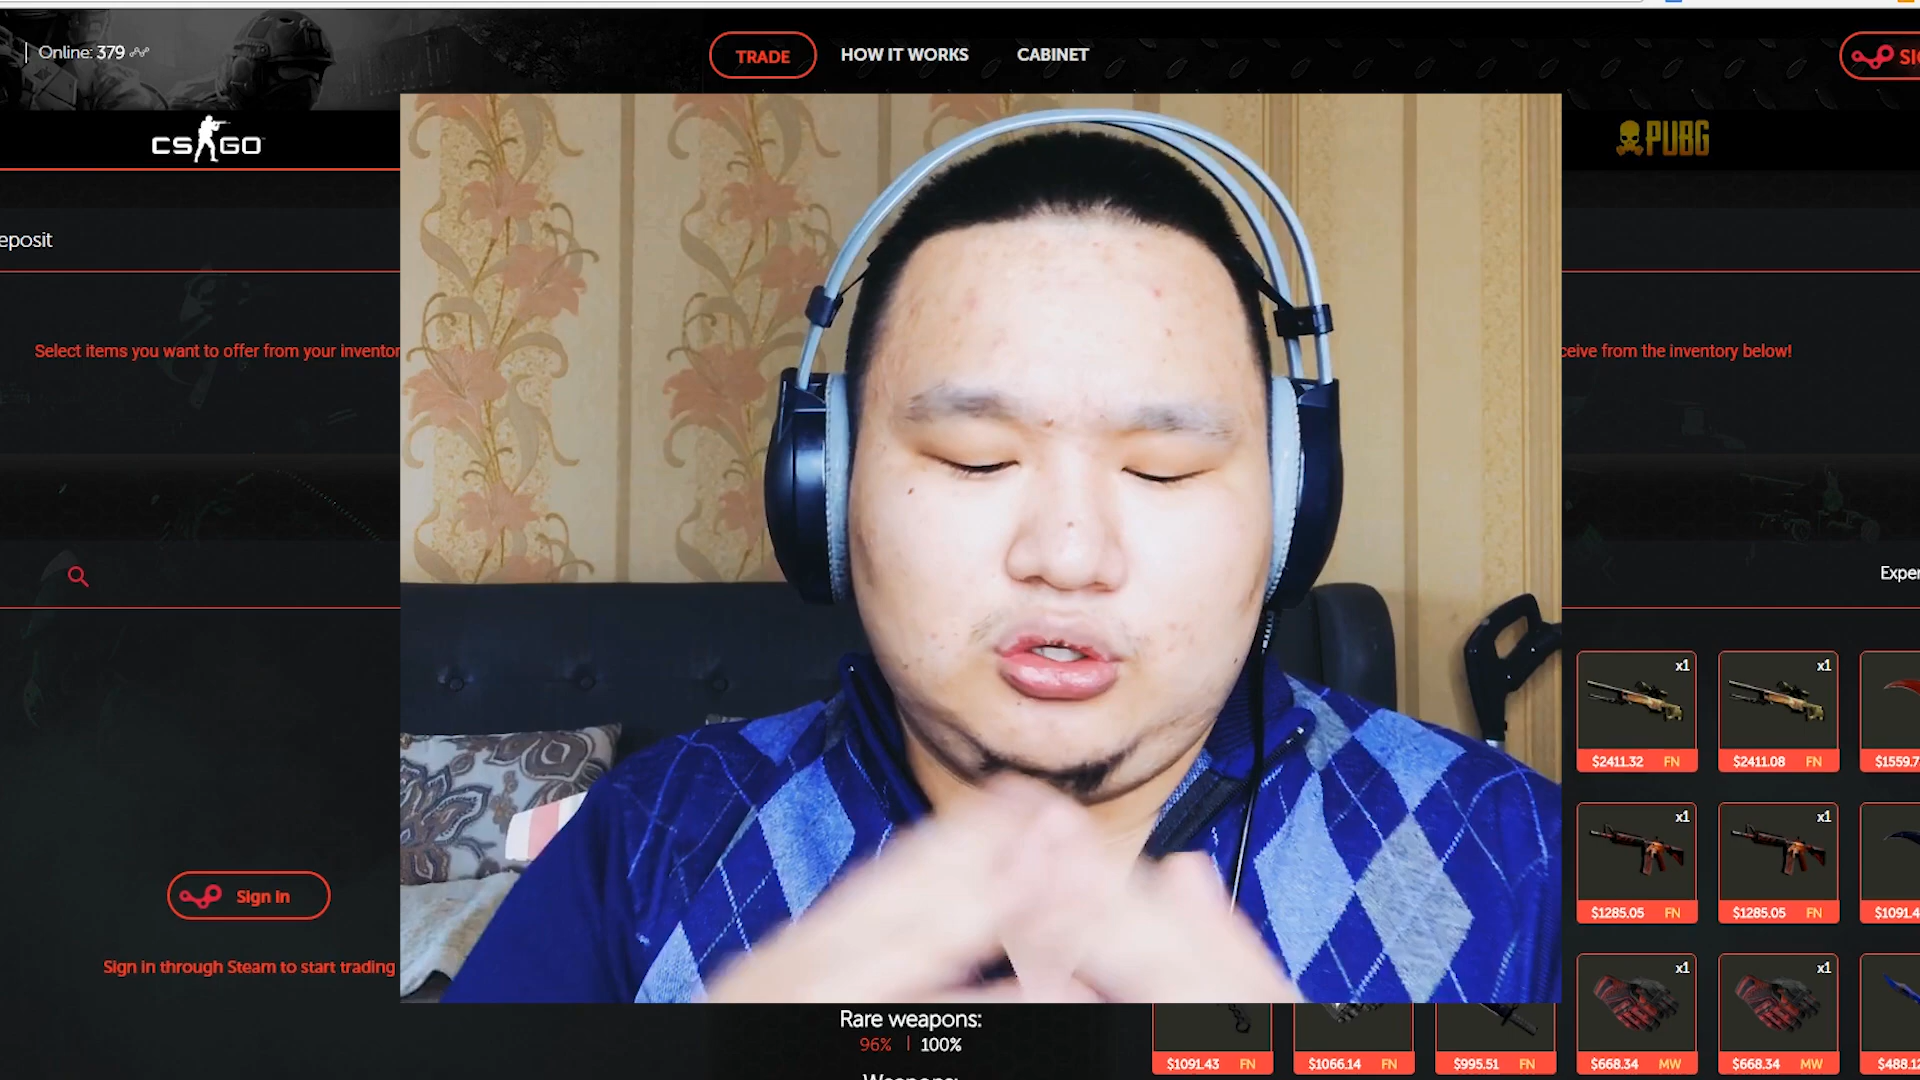 Online: 379
TRADE
HOW IT WORKS
CABINET
CS GO
PUBG
Select items you want to offer from your
below!
ceive from the inventory
Sign in
Sign in through Steam to start trading
Rare weapons:
96% | 100%
x1
x1
$2411.32 FN
$2411.08 FN
x1
x1
$1285.05 FN
$1285.05 FN
x1
x1
$1091.43 FN
$1066.14 FN
$995.51 FN
$668.34 MW
$668.34 MW